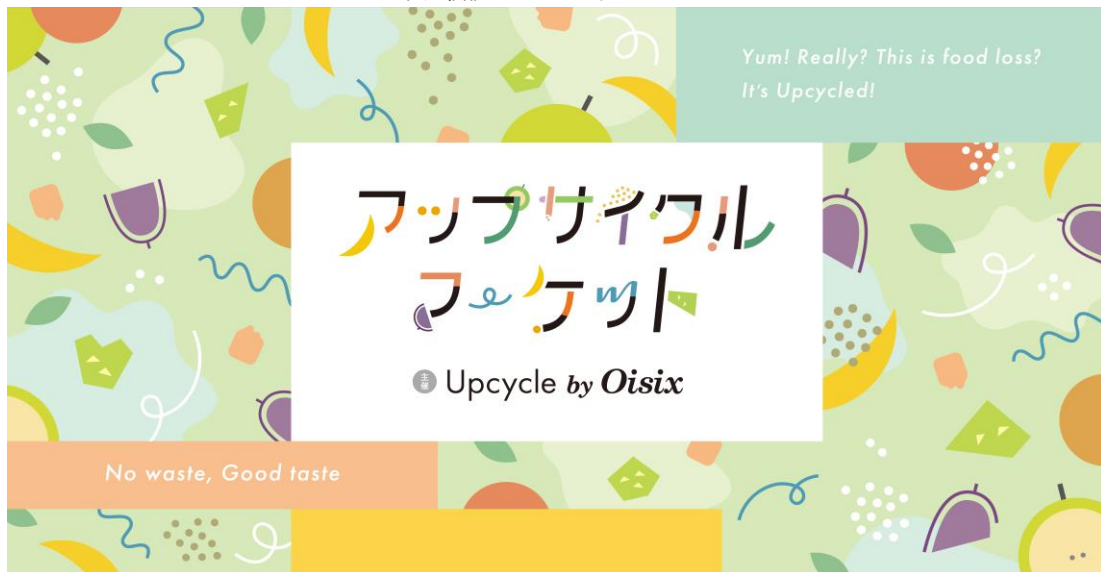 Yum! Really? This is food loss?
It's Upcycled!
アップサイクル
マーケット
主催 Upcycle by Oisix
No waste, Good taste